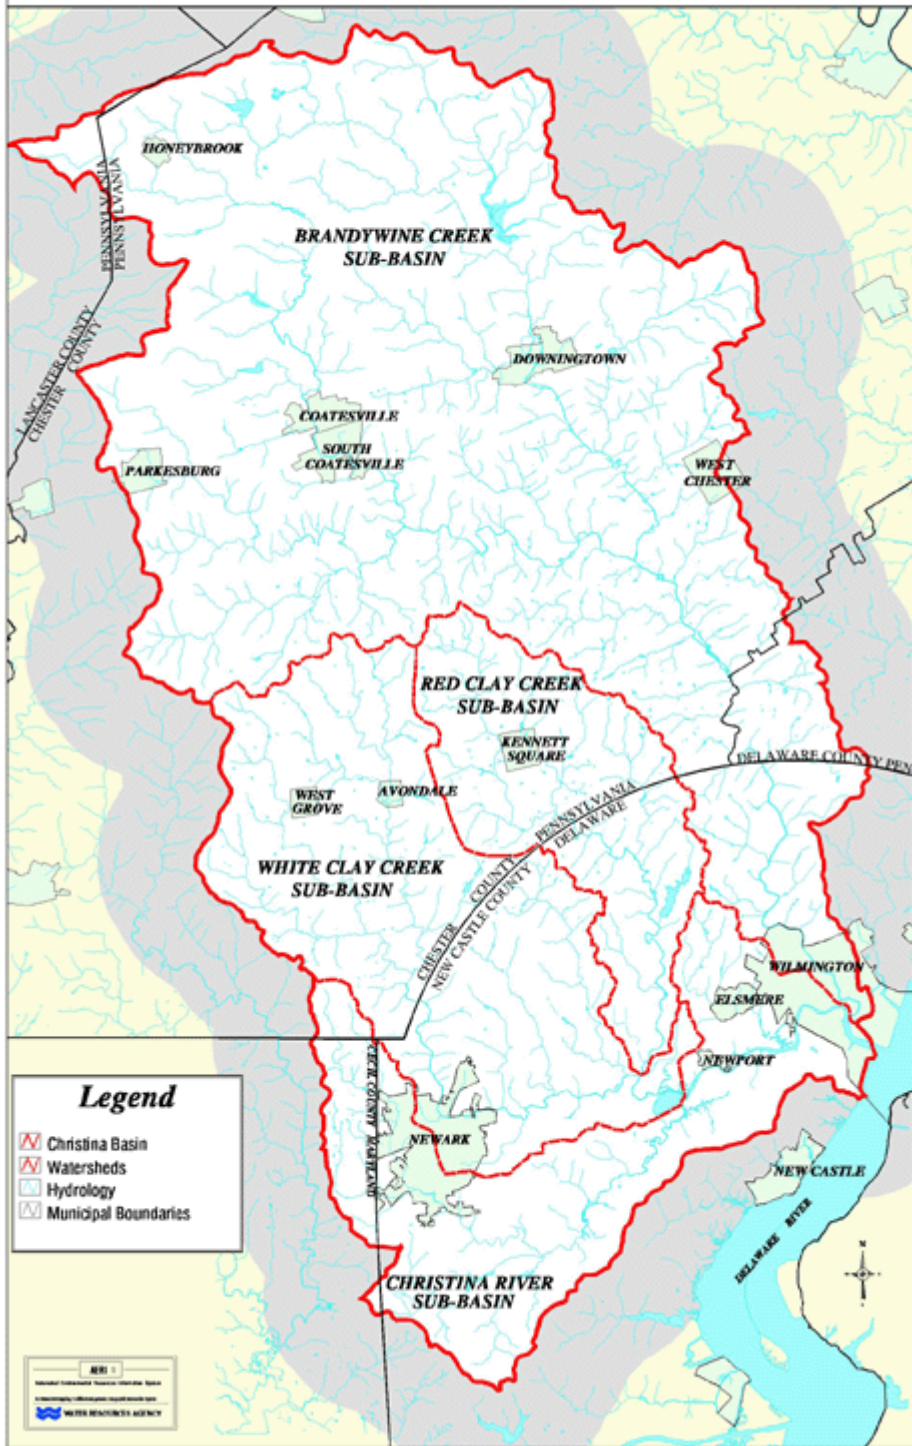 HONEYBROOK
PENNSYLVANIA
PENNSYLVANIA
BRANDYWINE CREEK
SUB-BASIN
LANCASTER COUNTY
CHESTER COUNTY
DOWNINGTOWN
COATESVILLE
SOUTH
COATESVILLE
PARKESBURG
WEST
CHESTER
RED CLAY CREEK
SUB-BASIN
KENNETT
SQUARE
DELAWARE COUNTY PEN
AVONDALE
WEST
GROVE
PENNSYLVANIA
DELAWARE
WHITE CLAY CREEK
SUB-BASIN
CHESTER COUNTY
NEW CASTLE COUNTY
WILMINGTON
ELSMERE
NEWPORT
CECIL COUNTY MARYLAND
NEWARK
NEW CASTLE
DELAWARE RIVER
N
CHRISTINA RIVER
SUB-BASIN
Legend
Christina Basin
Watersheds
Hydrology
Municipal Boundaries
WATER RESOURCES AGENCY